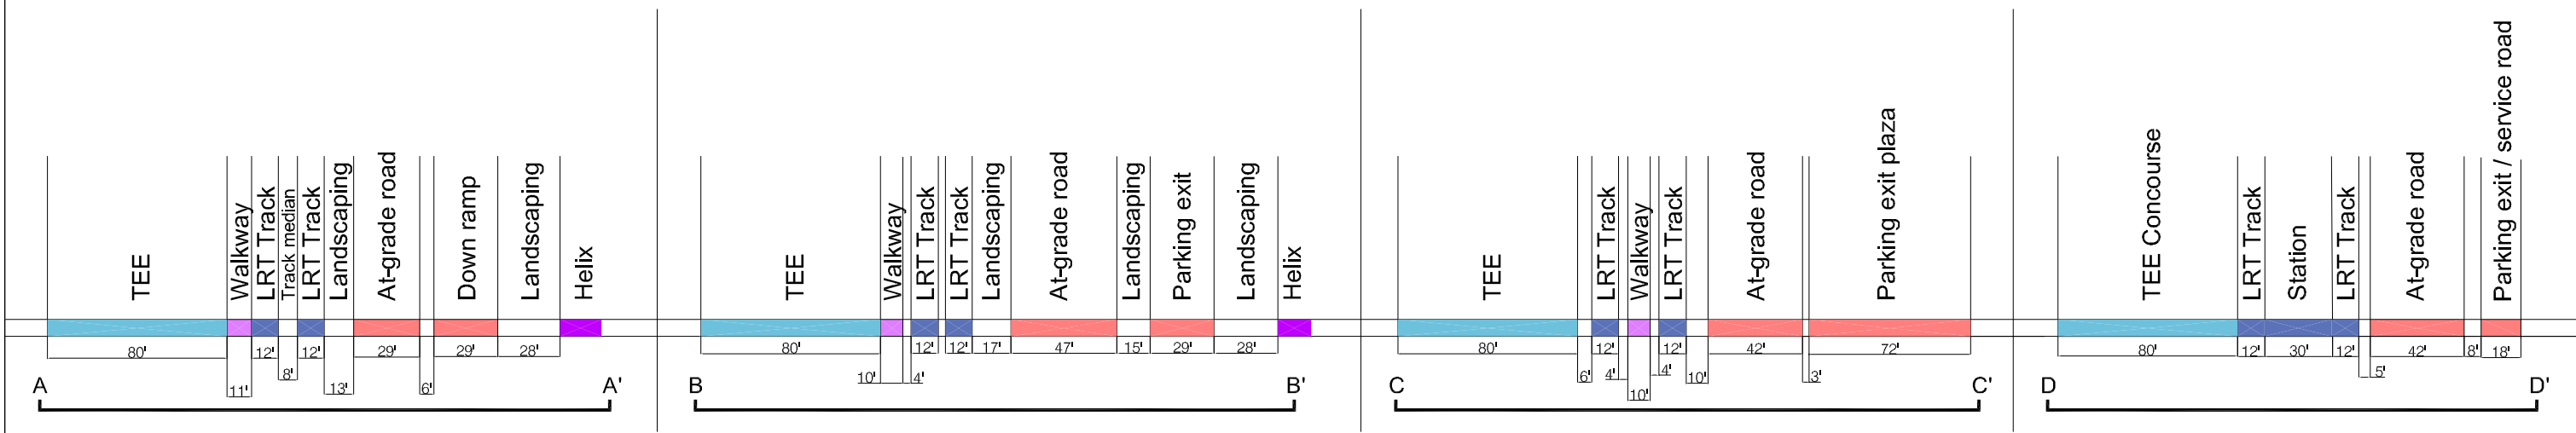 TEE
Walkway
LRT Track
Track median
LRT Track
Landscaping
At-grade road
Down ramp
Landscaping
Helix
80'
11'
12'
8'
12'
13'
29'
6'
29'
28'
A
A'
TEE
Walkway
LRT Track
LRT Track
Landscaping
At-grade road
Landscaping
Parking exit
Landscaping
Helix
80'
10'
4'
12'
12'
17'
47'
15'
29'
28'
B
B'
TEE
LRT Track
Walkway
LRT Track
At-grade road
Parking exit plaza
80'
6'
12'
4'
10'
4'
12'
10'
42'
3'
72'
C
C'
TEE Concourse
LRT Track
Station
LRT Track
At-grade road
Parking exit / service road
80'
12'
30'
12'
5'
42'
8'
18'
D
D'